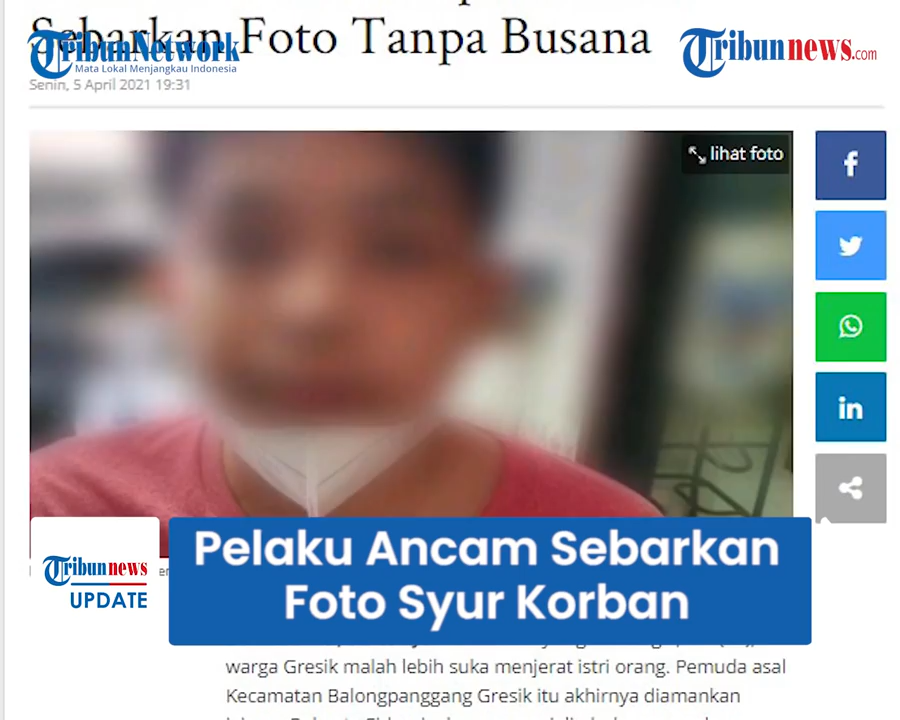 Sebarkan Foto Tanpa Busana
TribunNetwork
Mata Lokal Menjangkau Indonesia
Tribunnews.com
Senin, 5 April 2021 19:31
lihat foto
Tribunnews
UPDATE
Pelaku Ancam Sebarkan
Foto Syur Korban
warga Gresik malah lebih suka menjerat istri orang. Pemuda asal
Kecamatan Balongpanggang Gresik itu akhirnya diamankan